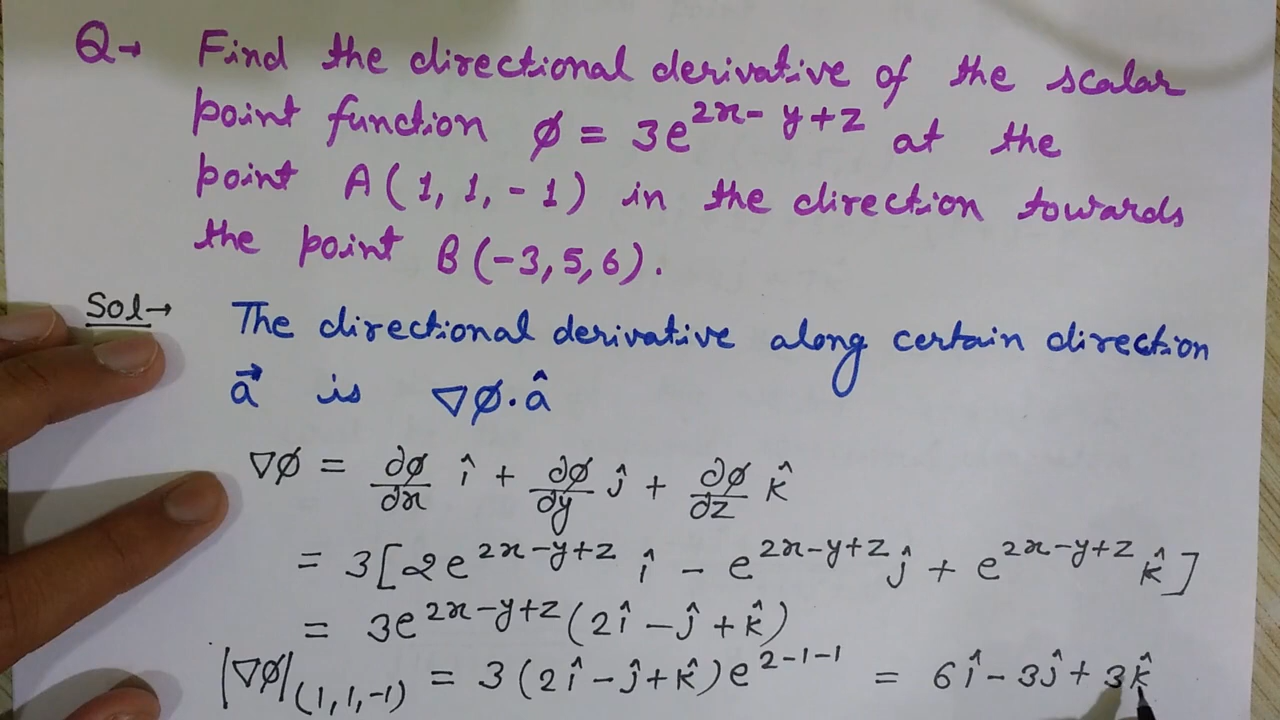 Q→ Find the directional derivative of the scalar
point function ∅ = 3e^{2x-y+z} at the
point A(1,1,-1) in the direction towards
the point B(-3,5,6).
Sol→ The directional derivative along certain direction
a⃗ is ▽∅·â
▽∅ = ∂∅/∂x î + ∂∅/∂y ĵ + ∂∅/∂z k̂
= 3[2e^{2x-y+z} î - e^{2x-y+z} ĵ + e^{2x-y+z} k̂]
= 3e^{2x-y+z}(2î - ĵ + k̂)
|▽∅|_{(1,1,-1)} = 3(2î - ĵ + k̂)e^{2-1-1} = 6î - 3ĵ + 3k̂